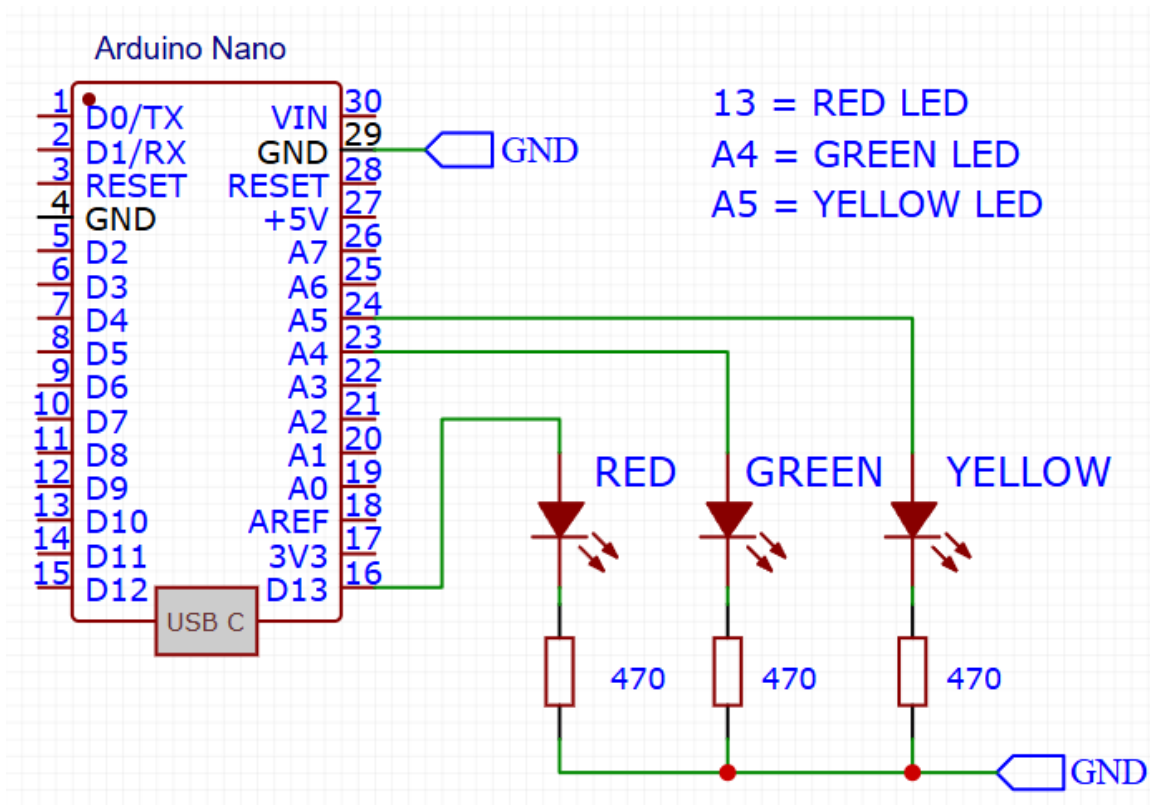 Arduino Nano
1 D0/TX VIN 30
2 D1/RX GND 29 GND
3 RESET RESET 28
4 GND +5V 27
5 D2 A7 26
6 D3 A6 25
7 D4 A5 24
8 D5 A4 23
9 D6 A3 22
10 D7 A2 21
11 D8 A1 20
12 D9 A0 19
13 D10 AREF 18
14 D11 3V3 17
15 D12 D13 16
USB C
13 = RED LED
A4 = GREEN LED
A5 = YELLOW LED
RED GREEN YELLOW
470 470 470
GND